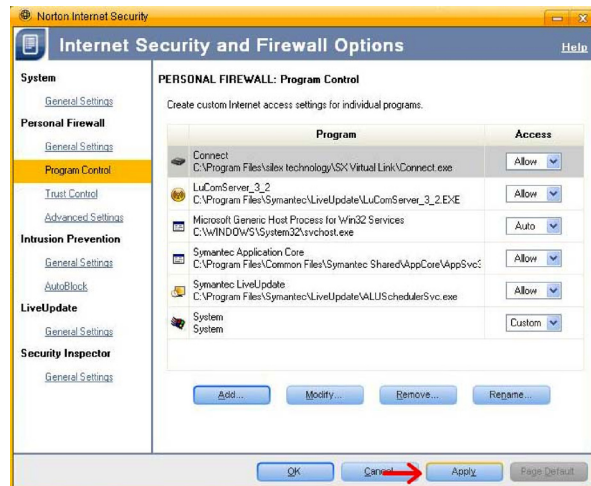 Norton Internet Security
Internet Security and Firewall Options
Help
System
General Settings
Personal Firewall
General Settings
Program Control
Trust Control
Advanced Settings
Intrusion Prevention
General Settings
AutoBlock
LiveUpdate
General Settings
Security Inspector
General Settings
PERSONAL FIREWALL: Program Control
Create custom Internet access settings for individual programs.
Program Access
Connect
C:\Program Files\silex technology\SX Virtual Link\Connect.exe
Allow
LuComServer_3_2
C:\Program Files\Symantec\LiveUpdate\LuComServer_3_2.EXE
Allow
Microsoft Generic Host Process for Win32 Services
C:\WINDOWS\System32\svchost.exe
Auto
Symantec Application Core
C:\Program Files\Common Files\Symantec Shared\AppCore\AppSvc3
Allow
Symantec LiveUpdate
C:\Program Files\Symantec\LiveUpdate\ALUSchedulerSvc.exe
Allow
System
System
Custom
Add... Modify... Remove... Rename...
OK Cancel Apply Page Default